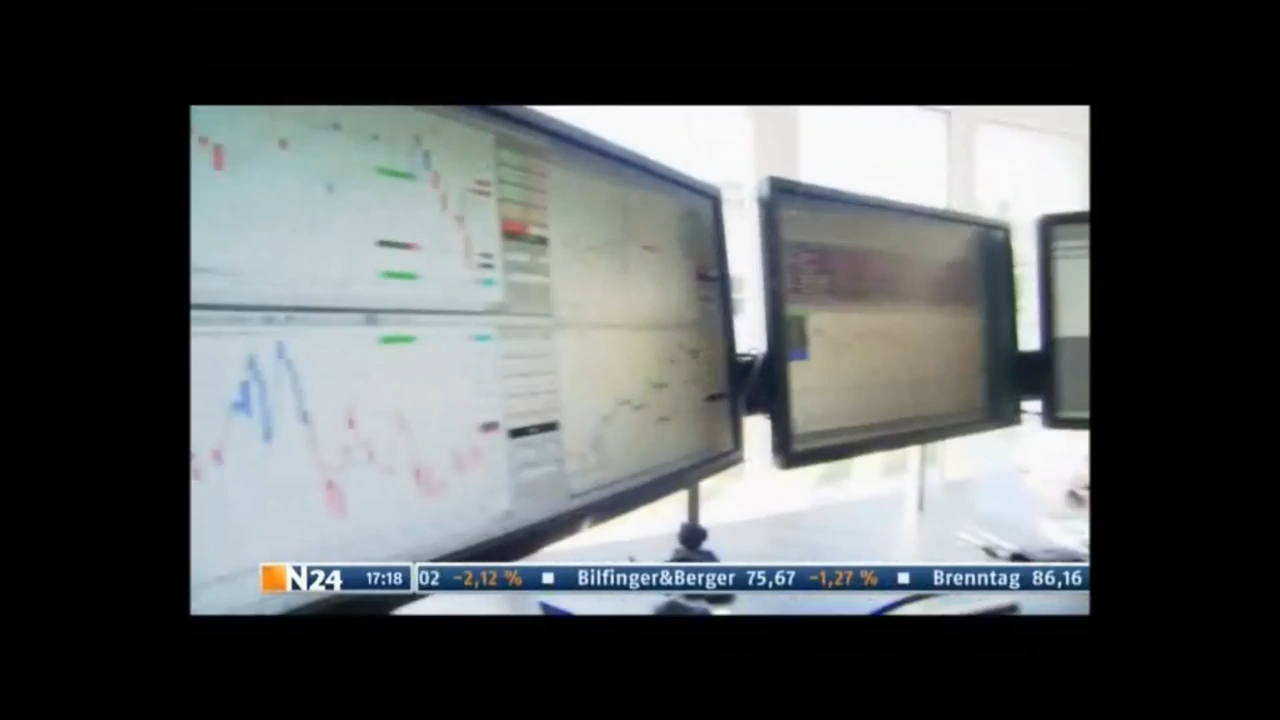 N24 17:18 02 -2,12 % ■ Bilfinger&Berger 75,67 -1,27 % ■ Brenntag 86,16